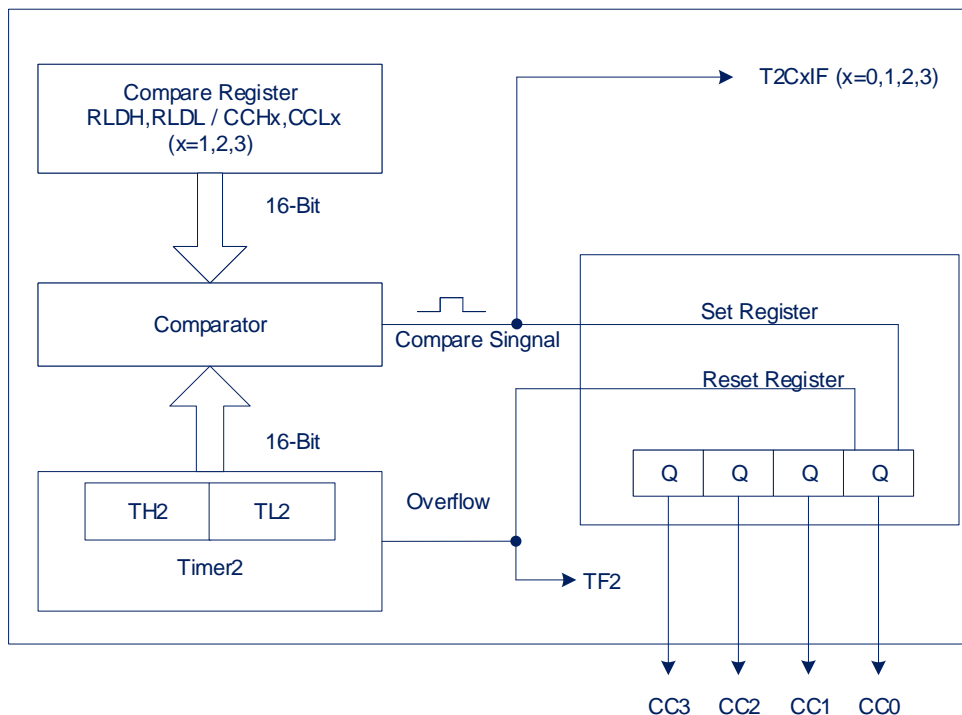 Compare Register
RLDH,RLDL / CCHx,CCLx
(x=1,2,3)
T2CxIF (x=0,1,2,3)
16-Bit
Comparator
Compare Singnal
Set Register
Reset Register
16-Bit
TH2
TL2
Timer2
Overflow
TF2
Q
Q
Q
Q
CC3
CC2
CC1
CC0